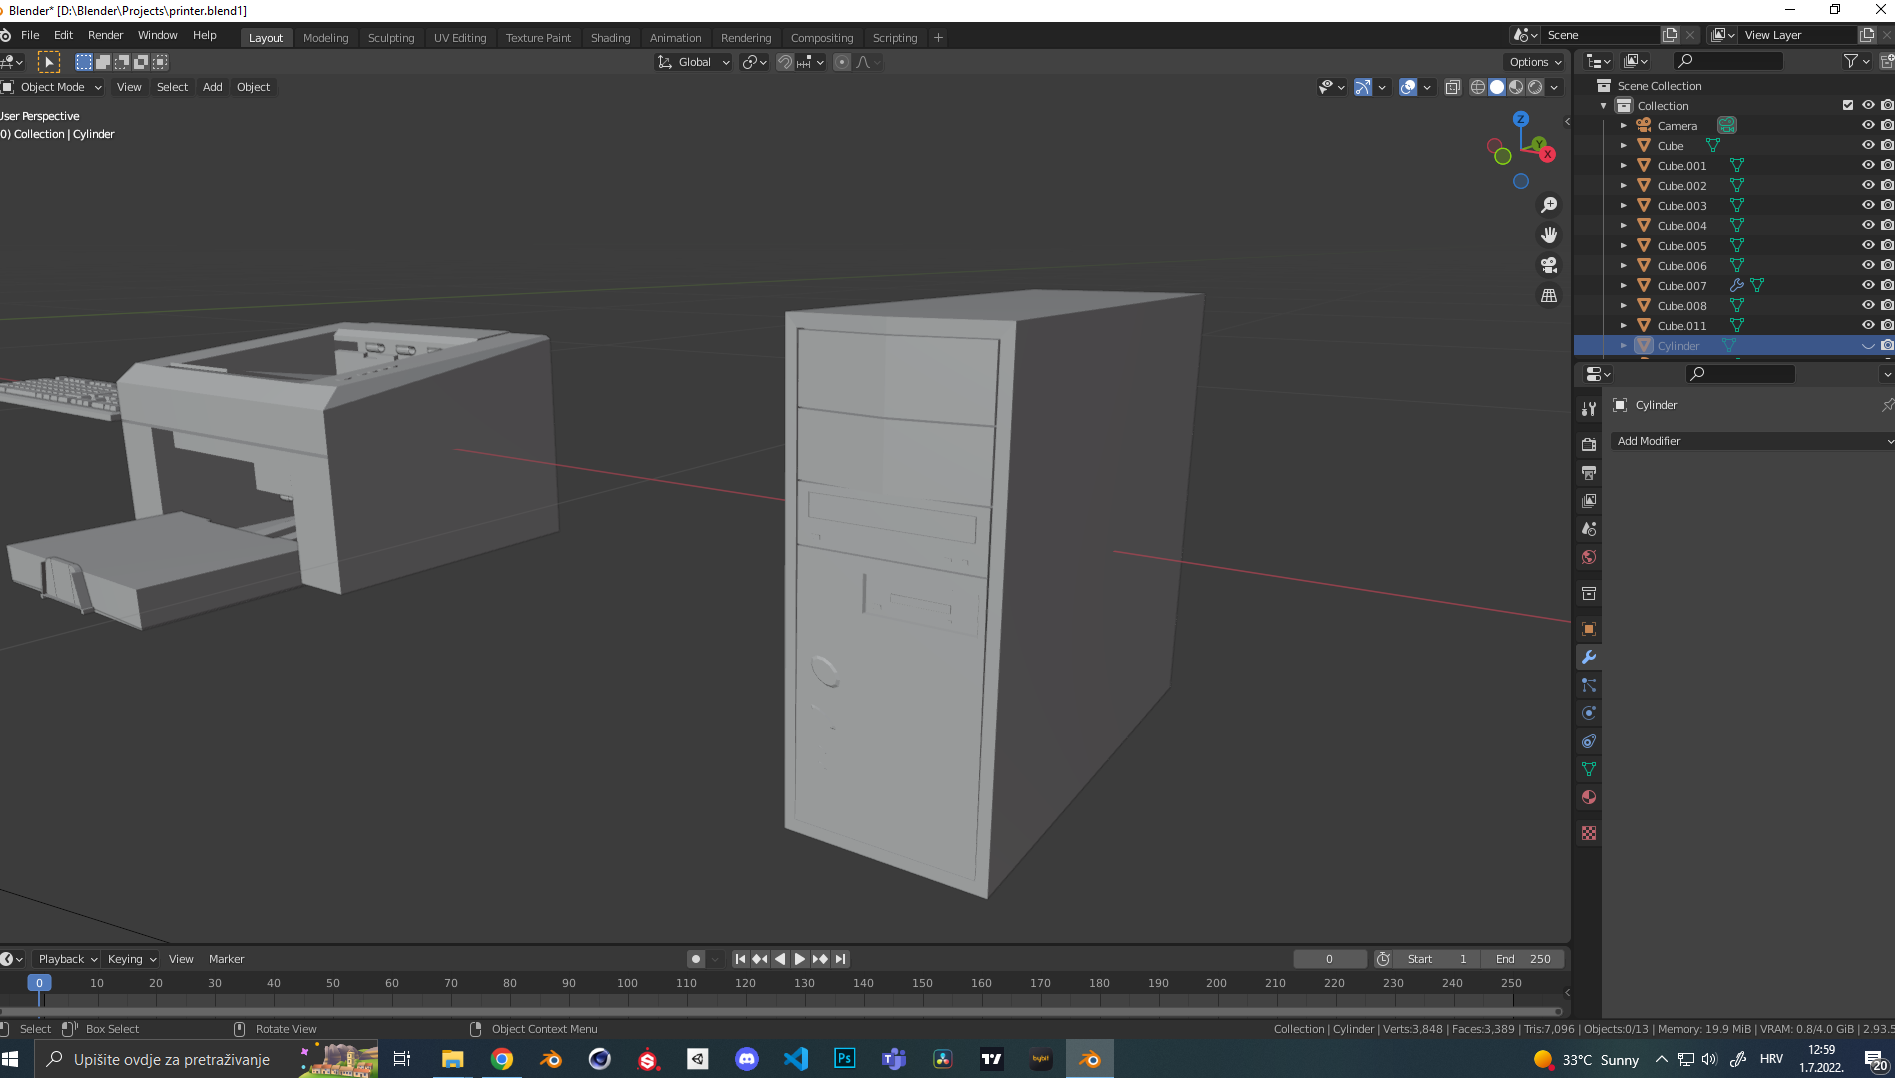 Blender* [D:\Blender\Projects\printer.blend1]
File Edit Render Window Help Layout Modeling Sculpting UV Editing Texture Paint Shading Animation Rendering Compositing Scripting + Scene View Layer
Global Options
Object Mode View Select Add Object
User Perspective
0) Collection | Cylinder
Z
Y
X
Scene Collection
Collection
Camera
Cube
Cube.001
Cube.002
Cube.003
Cube.004
Cube.005
Cube.006
Cube.007
Cube.008
Cube.011
Cylinder
Cylinder
Add Modifier
Playback Keying View Marker 0 Start 1 End 250
0 10 20 30 40 50 60 70 80 90 100 110 120 130 140 150 160 170 180 190 200 210 220 230 240 250
Select Box Select Rotate View Object Context Menu Collection | Cylinder | Verts:3,848 | Faces:3,389 | Tris:7,096 | Objects:0/13 | Memory: 19.9 MiB | VRAM: 0.8/4.0 GiB | 2.93.5
Upišite ovdje za pretraživanje Ps bybit 33°C Sunny HRV
12:59
1.7.2022.
20